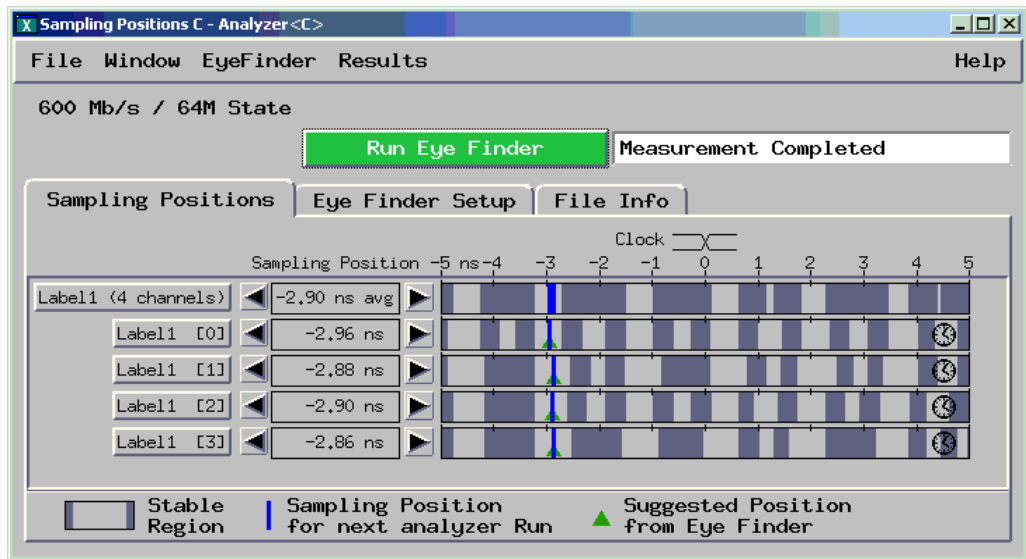 Sampling Positions C - Analyzer<C>
File Window EyeFinder Results Help
600 Mb/s / 64M State
Run Eye Finder Measurement Completed
Sampling Positions Eye Finder Setup File Info
Clock
Sampling Position -5 ns -4 -3 -2 -1 0 1 2 3 4 5
Label1 (4 channels) -2.90 ns avg
Label1 [0] -2.96 ns
Label1 [1] -2.88 ns
Label1 [2] -2.90 ns
Label1 [3] -2.86 ns
Stable Region
Sampling Position for next analyzer Run
Suggested Position from Eye Finder